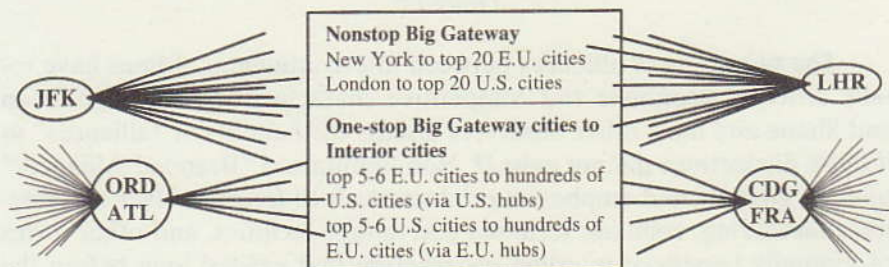 Nonstop Big Gateway
New York to top 20 E.U. cities
London to top 20 U.S. cities
JFK
LHR
One-stop Big Gateway cities to
Interior cities
top 5-6 E.U. cities to hundreds of
U.S. cities (via U.S. hubs)
top 5-6 U.S. cities to hundreds of
E.U. cities (via E.U. hubs)
ORD
ATL
CDG
FRA